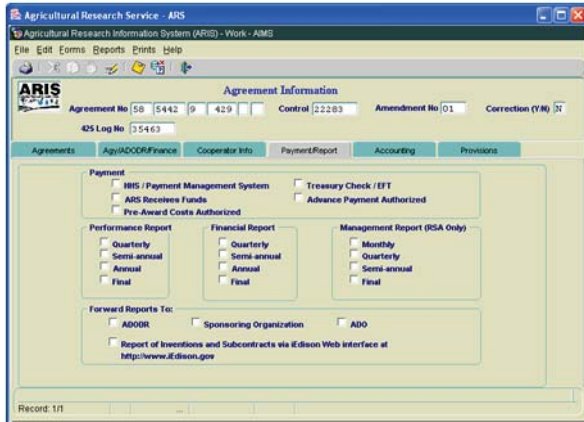 Agricultural Research Service - ARS
Agricultural Research Information System (ARIS) - Work - AIMS
File Edit Forms Reports Prints Help
ARIS
Agreement Information
Agreement No 58 5442 9 429 Control 22283 Amendment No 01 Correction (Y/N) N
425 Log No 35463
Agreements Agy/ADODR/Finance Cooperator Info Payment/Report Accounting Provisions
Payment
HHS / Payment Management System Treasury Check / EFT
ARS Receives Funds Advance Payment Authorized
Pre-Award Costs Authorized
Performance Report Financial Report Management Report (RSA Only)
Quarterly Quarterly Monthly
Semi-annual Semi-annual Quarterly
Annual Annual Semi-annual
Final Final Final
Forward Reports To:
ADODR Sponsoring Organization ADO
Report of Inventions and Subcontracts via iEdison Web interface at
http://www.iEdison.gov
Record: 1/1 ...